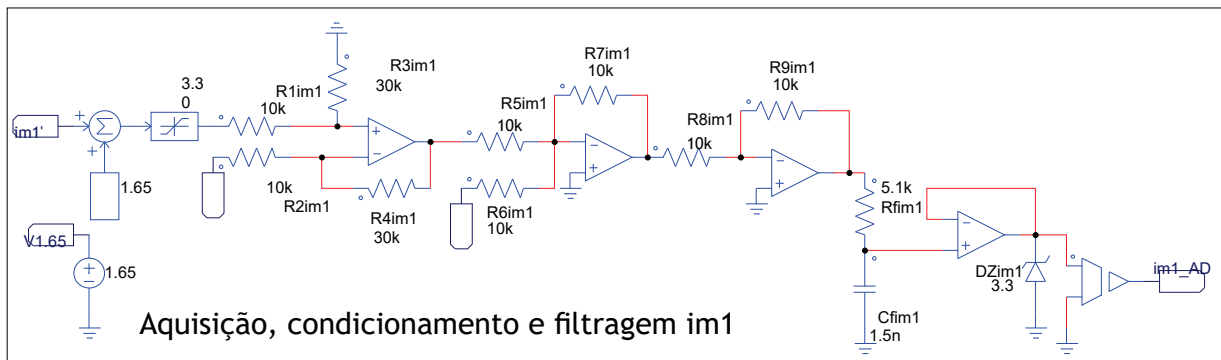 im1'
+
+
Σ
1.65
3.3
0
R1im1
10k
10k
R2im1
R3im1
30k
+
−
R4im1
30k
R5im1
10k
R6im1
10k
R7im1
10k
−
+
R8im1
10k
R9im1
10k
−
+
5.1k
Rfim1
Cfim1
1.5n
−
+
DZim1
3.3
im1_AD
V1.65
+
−
1.65
Aquisição, condicionamento e filtragem im1